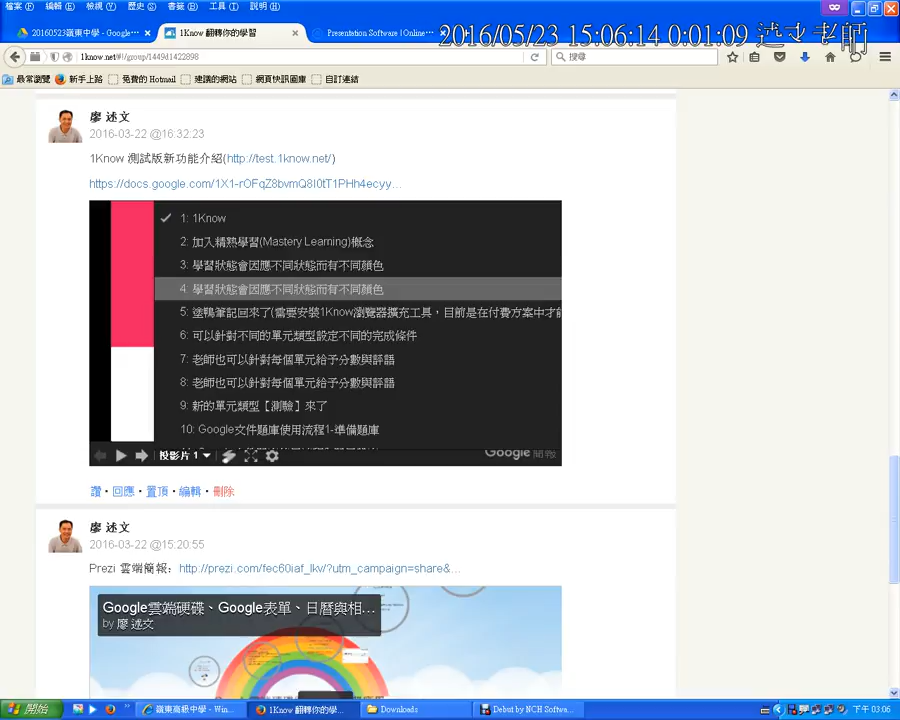 檔案(F) 編輯(E) 檢視(V) 歷史(S) 書籤(B) 工具(T) 說明(H)
20160523嶺東中學 - Google…
1Know 翻轉你的學習
Presentation Software | Online…
2016/05/23 15:06:14 0:01:09 述文老師
1know.net/#!/group/1449d1422898
搜尋
最常瀏覽 新手上路 免費的 Hotmail 建議的網站 網頁快訊圖庫 自訂連結
廖 述文
2016-03-22 @16:32:23
1Know 測試版新功能介紹(http://test.1know.net/)
https://docs.google.com/1X1-rOFqZ8bvmQ8I0tT1PHh4ecyy…
1: 1Know
2: 加入精熟學習(Mastery Learning)概念
3: 學習狀態會因應不同狀態而有不同顏色
4: 學習狀態會因應不同狀態而有不同顏色
5: 塗鴨筆記回來了(需要安裝1Know瀏覽器擴充工具，目前是在付費方案中才
6: 可以針對不同的單元類型設定不同的完成條件
7: 老師也可以針對每個單元給予分數與評語
8: 老師也可以針對每個單元給予分數與評語
9: 新的單元類型【測驗】來了
10: Google文件題庫使用流程1-準備題庫
投影片 1
Google 簡報
讚・回應・置頂・編輯・刪除
廖 述文
2016-03-22 @15:20:55
Prezi 雲端簡報： http://prezi.com/fec60iaf_lkv/?utm_campaign=share&…
Google雲端硬碟、Google表單、日曆與相…
by 廖 述文
開始
嶺東高級中學 - Win…
1Know 翻轉你的學…
Downloads
Debut by NCH Softwa…
下午 03:06